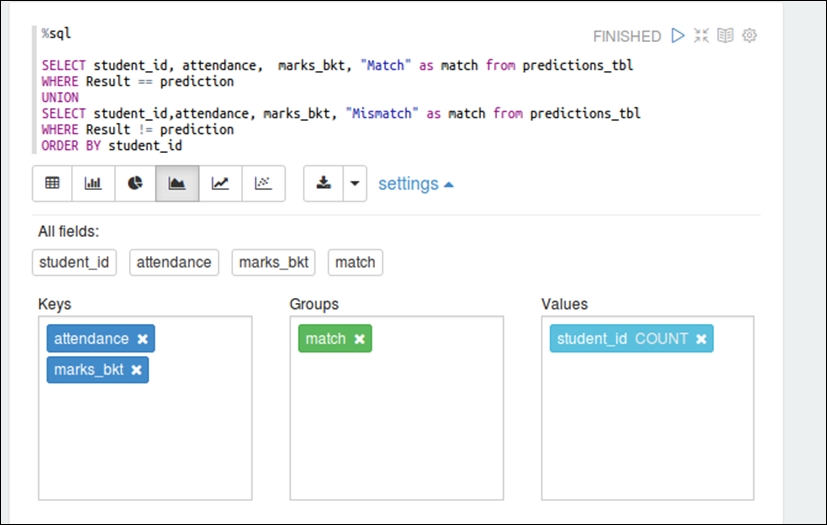 %sql
FINISHED
SELECT student_id, attendance,  marks_bkt, "Match" as match from predictions_tbl
WHERE Result == prediction
UNION
SELECT student_id,attendance, marks_bkt, "Mismatch" as match from predictions_tbl
WHERE Result != prediction
ORDER BY student_id
settings
All fields:
student_id attendance marks_bkt match
Keys Groups Values
attendance match student_id COUNT
marks_bkt